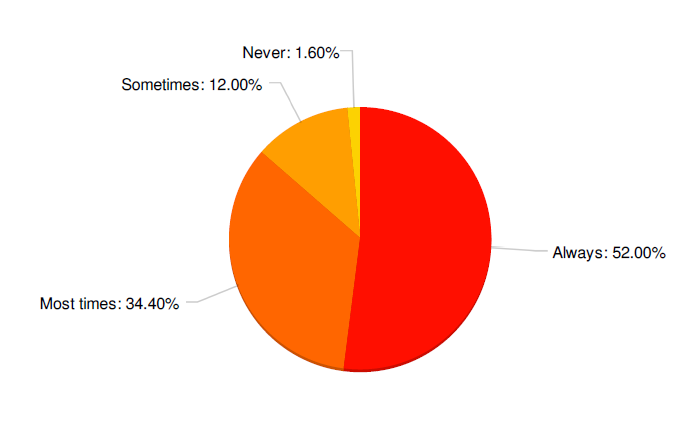 Never: 1.60%
Sometimes: 12.00%
Always: 52.00%
Most times: 34.40%